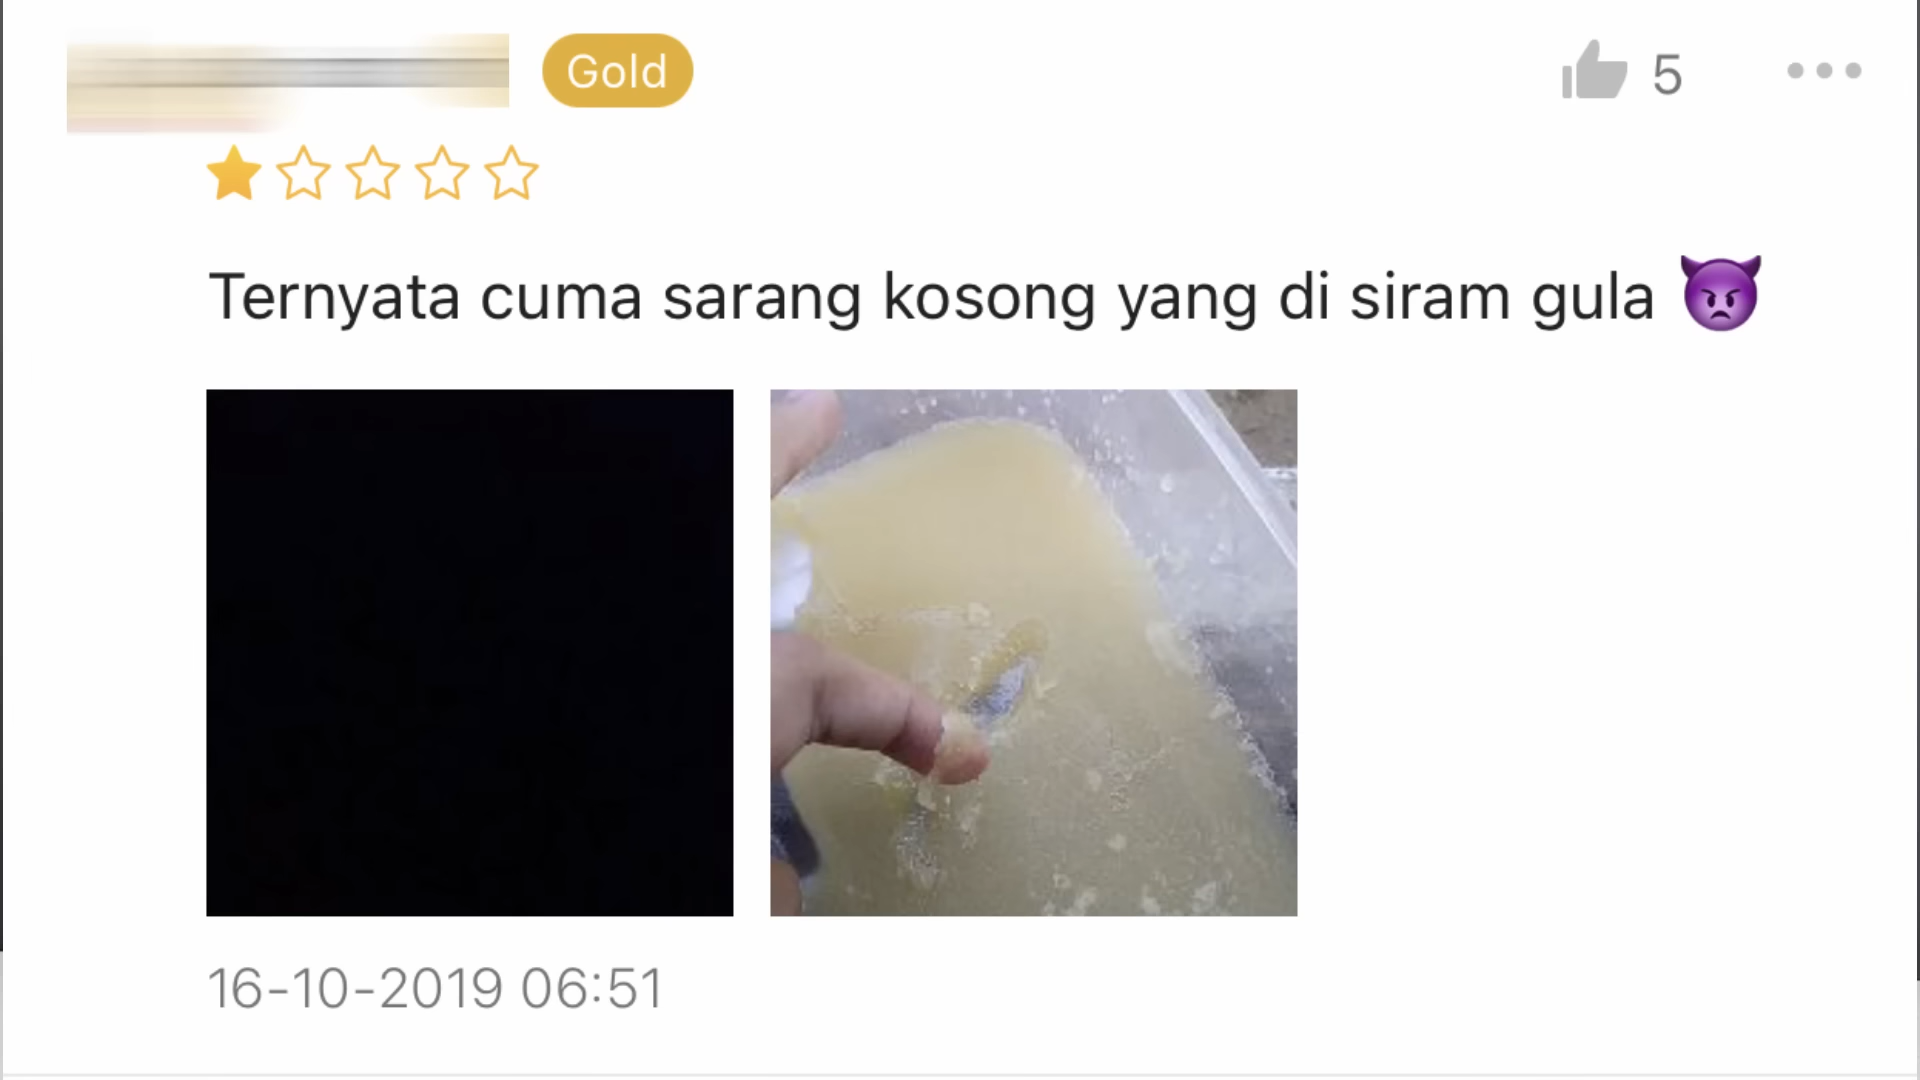 Gold
5
Ternyata cuma sarang kosong yang di siram gula 👿
16-10-2019 06:51